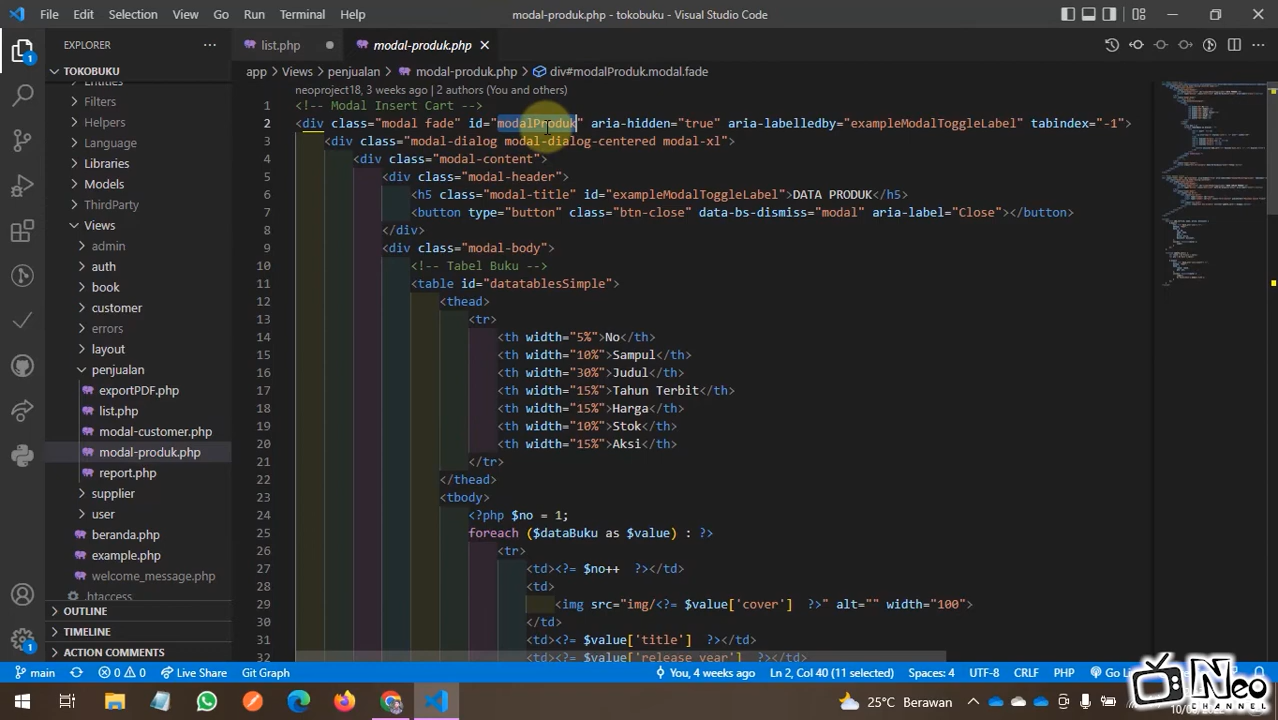 File Edit Selection View Go Run Terminal Help modal-produk.php - tokobuku - Visual Studio Code
EXPLORER
list.php modal-produk.php
TOKOBUKU
app > Views > penjualan > modal-produk.php > div#modalProduk.modal.fade
Filters
Helpers
Language
Libraries
Models
ThirdParty
Views
admin
auth
book
customer
errors
layout
penjualan
exportPDF.php
list.php
modal-customer.php
modal-produk.php
report.php
supplier
user
beranda.php
example.php
welcome_message.php
.htaccess
OUTLINE
TIMELINE
ACTION COMMENTS
neoproject18, 3 weeks ago | 2 authors (You and others)
1 <!-- Modal Insert Cart -->
2 <div class="modal fade" id="modalProduk" aria-hidden="true" aria-labelledby="exampleModalToggleLabel" tabindex="-1">
3 <div class="modal-dialog modal-dialog-centered modal-xl">
4 <div class="modal-content">
5 <div class="modal-header">
6 <h5 class="modal-title" id="exampleModalToggleLabel">DATA PRODUK</h5>
7 <button type="button" class="btn-close" data-bs-dismiss="modal" aria-label="Close"></button>
8 </div>
9 <div class="modal-body">
10 <!-- Tabel Buku -->
11 <table id="datatablesSimple">
12 <thead>
13 <tr>
14 <th width="5%">No</th>
15 <th width="10%">Sampul</th>
16 <th width="30%">Judul</th>
17 <th width="15%">Tahun Terbit</th>
18 <th width="15%">Harga</th>
19 <th width="10%">Stok</th>
20 <th width="15%">Aksi</th>
21 </tr>
22 </thead>
23 <tbody>
24 <?php $no = 1;
25 foreach ($dataBuku as $value) : ?>
26 <tr>
27 <td><?= $no++ ?></td>
28 <td>
29 <img src="img/<?= $value['cover'] ?>" alt="" width="100">
30 </td>
31 <td><?= $value['title'] ?></td>
32 <td><?= $value['release_year'] ?></td>
main 0 0 Live Share Git Graph You, 4 weeks ago Ln 2, Col 40 (11 selected) Spaces: 4 UTF-8 CRLF PHP
25°C Berawan
Neo
CHANNEL